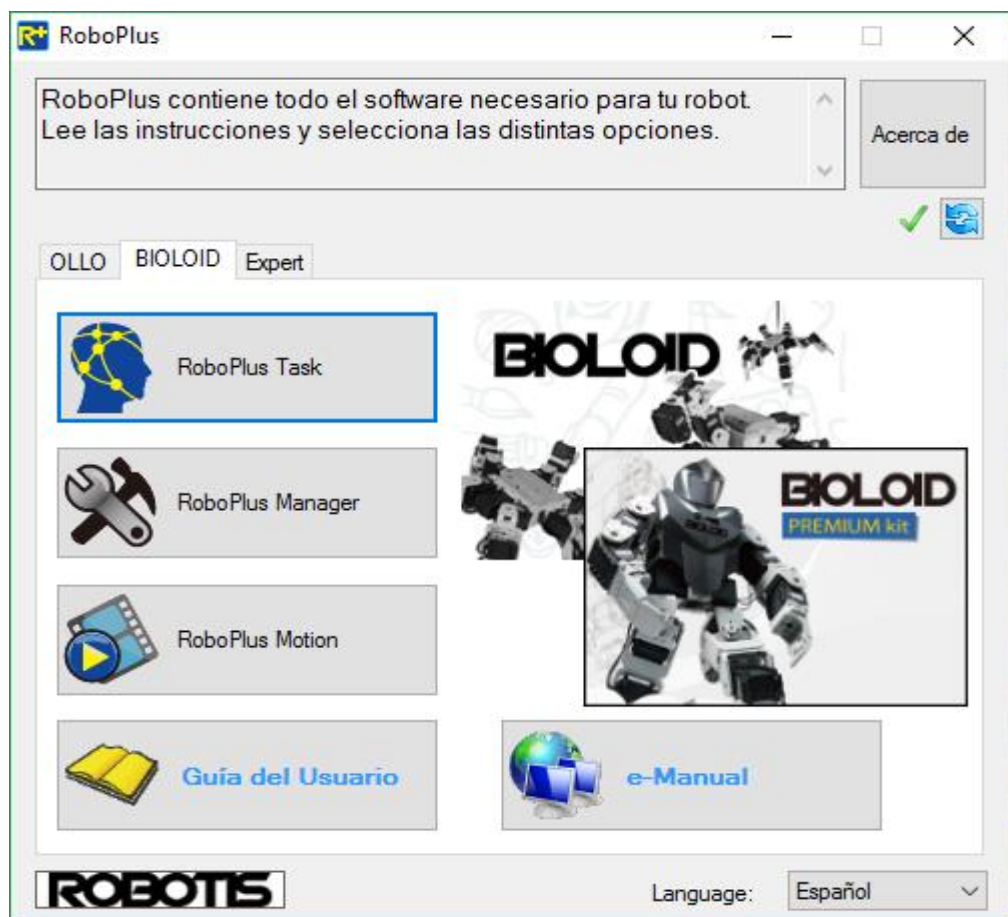 RoboPlus
RoboPlus contiene todo el software necesario para tu robot.
Lee las instrucciones y selecciona las distintas opciones.
Acerca de
OLLO
BIOLOID
Expert
RoboPlus Task
BIOLOID
RoboPlus Manager
BIOLOID
PREMIUM kit
RoboPlus Motion
Guía del Usuario
e-Manual
ROBOTIS
Language:
Español